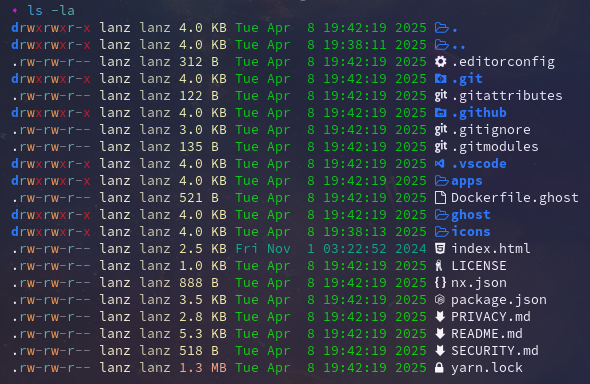 ls -la
drwxrwxr-x lanz lanz 4.0 KB Tue Apr  8 19:42:19 2025 .
drwxrwxr-x lanz lanz 4.0 KB Tue Apr  8 19:38:11 2025 ..
.rw-rw-r-- lanz lanz 312 B  Tue Apr  8 19:42:19 2025 .editorconfig
drwxrwxr-x lanz lanz 4.0 KB Tue Apr  8 19:42:19 2025 .git
.rw-rw-r-- lanz lanz 122 B  Tue Apr  8 19:42:19 2025 git .gitattributes
drwxrwxr-x lanz lanz 4.0 KB Tue Apr  8 19:42:19 2025 .github
.rw-rw-r-- lanz lanz 3.0 KB Tue Apr  8 19:42:19 2025 git .gitignore
.rw-rw-r-- lanz lanz 135 B  Tue Apr  8 19:42:19 2025 git .gitmodules
drwxrwxr-x lanz lanz 4.0 KB Tue Apr  8 19:42:19 2025 .vscode
drwxrwxr-x lanz lanz 4.0 KB Tue Apr  8 19:42:19 2025 apps
.rw-rw-r-- lanz lanz 521 B  Tue Apr  8 19:42:19 2025 Dockerfile.ghost
drwxrwxr-x lanz lanz 4.0 KB Tue Apr  8 19:42:19 2025 ghost
drwxrwxr-x lanz lanz 4.0 KB Tue Apr  8 19:38:13 2025 icons
.rw-rw-r-- lanz lanz 2.5 KB Fri Nov  1 03:22:52 2024 index.html
.rw-rw-r-- lanz lanz 1.0 KB Tue Apr  8 19:42:19 2025 LICENSE
.rw-rw-r-- lanz lanz 888 B  Tue Apr  8 19:42:19 2025 {} nx.json
.rw-rw-r-- lanz lanz 3.5 KB Tue Apr  8 19:42:19 2025 package.json
.rw-rw-r-- lanz lanz 2.8 KB Tue Apr  8 19:42:19 2025 PRIVACY.md
.rw-rw-r-- lanz lanz 5.3 KB Tue Apr  8 19:42:19 2025 README.md
.rw-rw-r-- lanz lanz 518 B  Tue Apr  8 19:42:19 2025 SECURITY.md
.rw-rw-r-- lanz lanz 1.3 MB Tue Apr  8 19:42:19 2025 yarn.lock